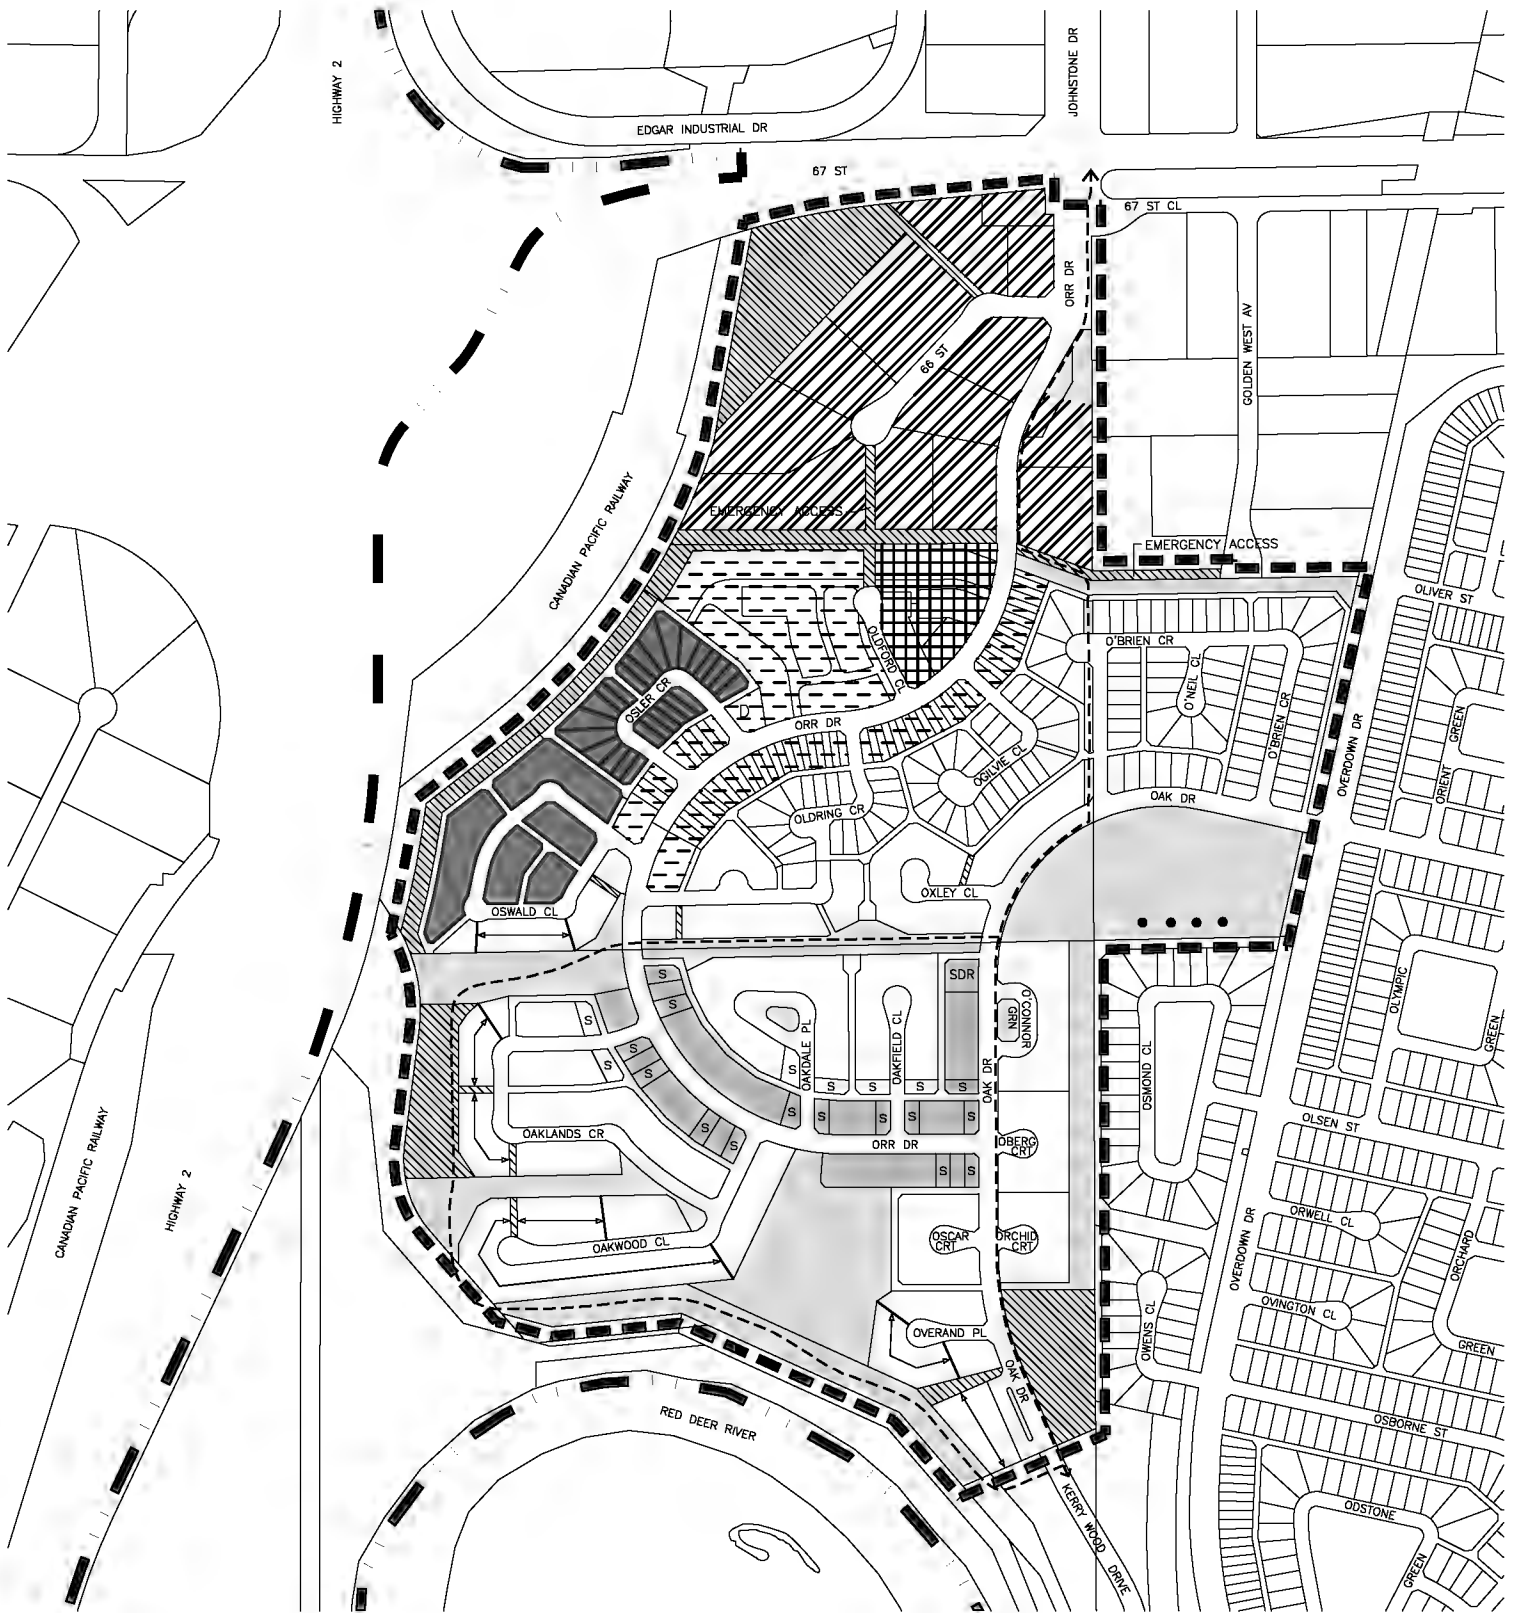 HIGHWAY 2
JOHNSTONE DR
EDGAR INDUSTRIAL DR
67 ST
67 ST CL
ORR DR
GOLDEN WEST AV
66 ST
CANADIAN PACIFIC RAILWAY
EMERGENCY ACCESS
EMERGENCY ACCESS
OLIVER ST
O'BRIEN CR
O'NEIL CL
OLDFORD CL
OSLER CR
D
ORR DR
O'BRIEN CR
GREEN
ORIENT
OVERDOWN DR
OGILVIE CL
OAK DR
OLDRING CR
OXLEY CL
OSWALD CL
SDR
S
S
S
S
S
S
O'CONNOR
GRN
OAKDALE PL
OAKFIELD CL
OLYMPIC
GREEN
S
S
S
S
S
OAK DR
OSMOND CL
S
S
S
S
S
S
S
OLSEN ST
OAKLANDS CR
ORR DR
OBERG
CRT
S
S
S
CANADIAN PACIFIC RAILWAY
HIGHWAY 2
ORWELL CL
OAKWOOD CL
OSCAR
CRT
ORCHID
CRT
OVERDOWN DR
ORCHARD
OVINGTON CL
OWENS CL
OVERAND PL
GREEN
OAK DR
RED DEER RIVER
OSBORNE ST
KERRY WOOD DRIVE
ODSTONE
GREEN